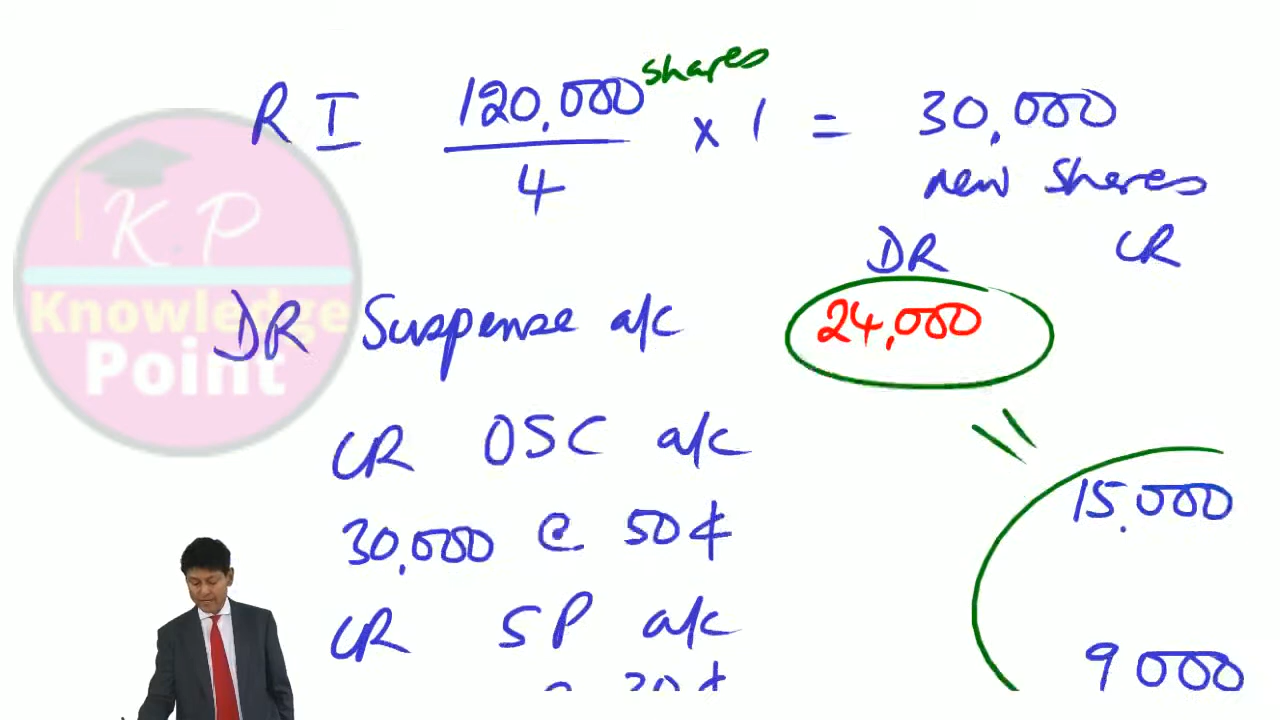 shares
R I 120,000 x 1 = 30,000
4
new shares
DR CR
DR Suspense a/c 24,000
CR OSC a/c
15,000
30,000 @ 50¢
CR SP a/c
9000
@ 30¢
K.P
Knowledge
Point